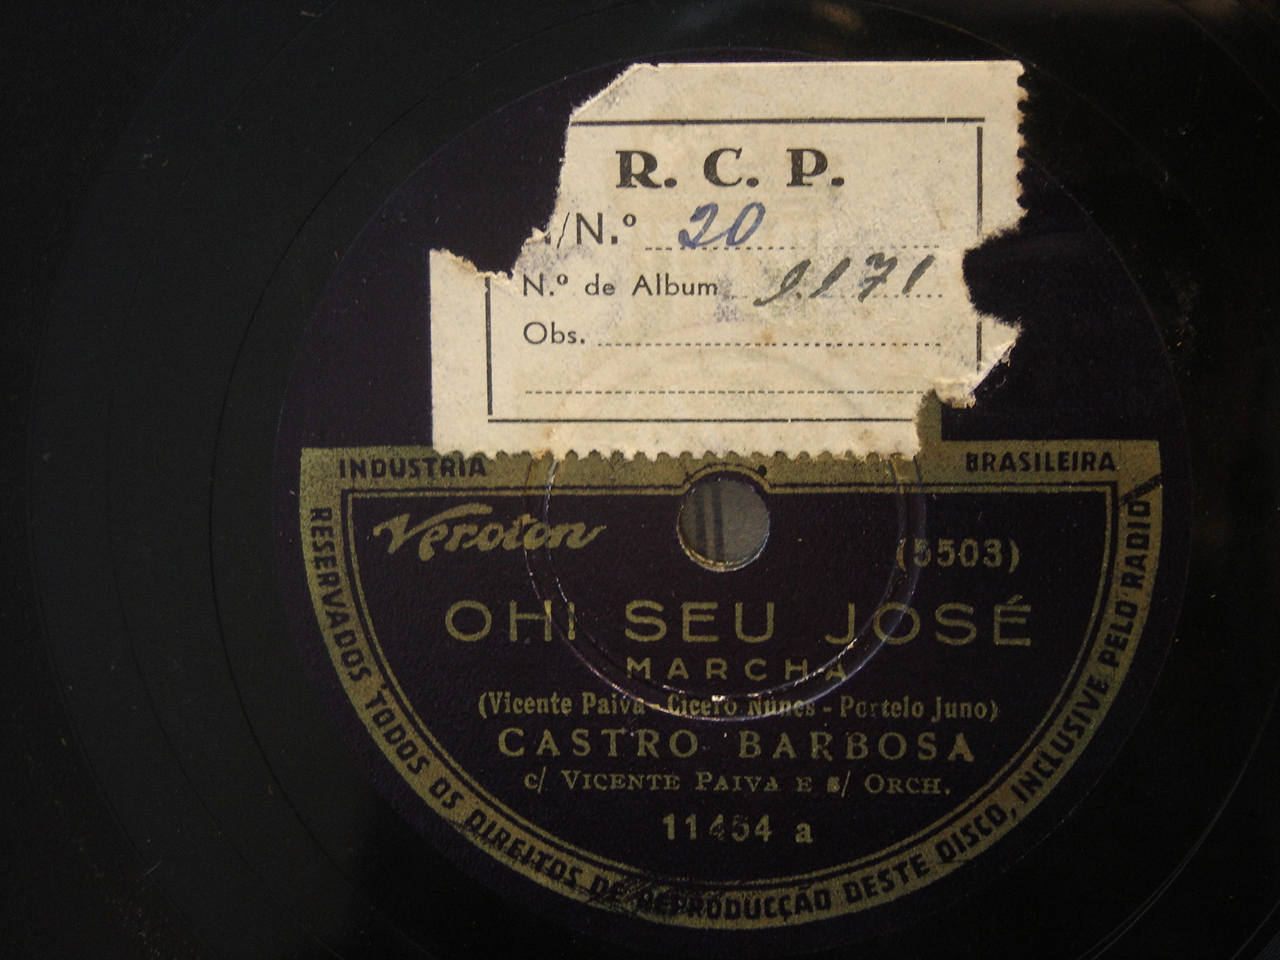 R. C. P.
/N.º 20
N.º de Album 1171
Obs.
INDUSTRIA BRASILEIRA
Veroton
(5503)
OH! SEU JOSÉ
MARCHA
(Vicente Paiva - Cicero Nunes - Portelo Juno)
CASTRO BARBOSA
c/ VICENTE PAIVA E s/ ORCH.
11454 a
RESERVADOS TODOS OS DIREITOS DE REPRODUCÇÃO DESTE DISCO, INCLUSIVE PELO RADIO